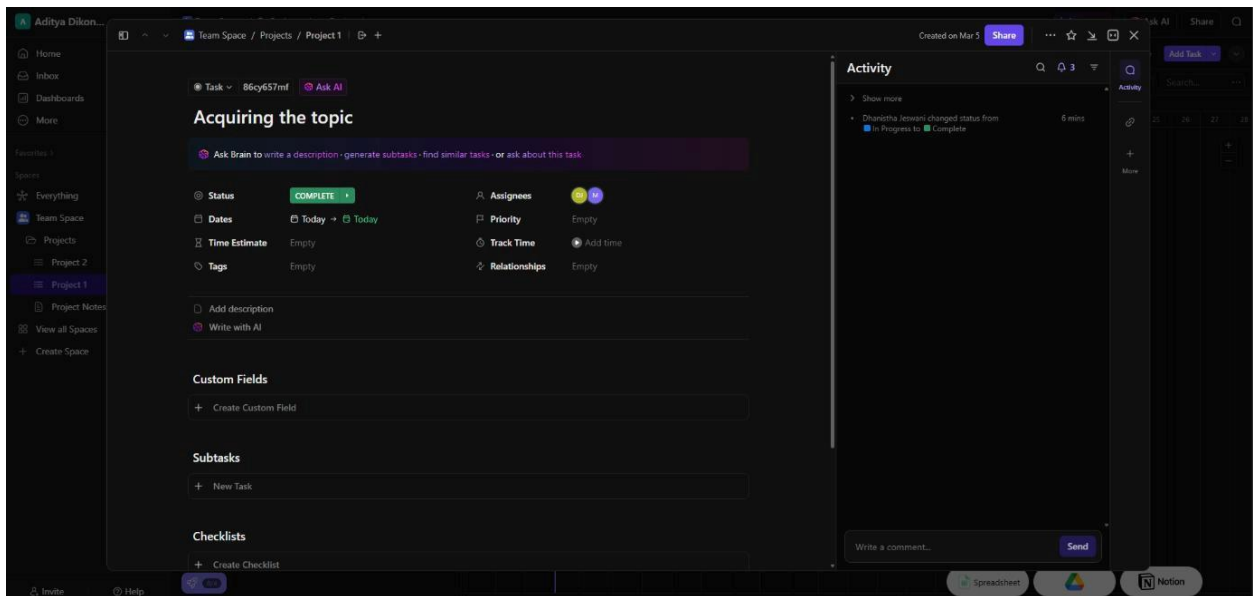 Aditya Dikon...
Home
Inbox
Dashboards
More
Favorites
Spaces
Everything
Team Space
Projects
Project 2
Project 1
Project Notes
View all Spaces
Create Space
Invite
Help
Team Space / Projects / Project 1
Created on Mar 5
Share
Ask AI
Share
Add Task
Search...
25 26 27 28
Task
86cy657mf
Ask AI
Acquiring the topic
Ask Brain to write a description · generate subtasks · find similar tasks · or ask about this task
Status
COMPLETE
Assignees
Dates
Today → Today
Priority
Empty
Time Estimate
Empty
Track Time
Add time
Tags
Empty
Relationships
Empty
Add description
Write with AI
Custom Fields
+ Create Custom Field
Subtasks
+ New Task
Checklists
+ Create Checklist
Activity
3
Show more
Dhanistha Jeswani changed status from
In Progress to Complete
6 mins
Write a comment...
Send
Activity
More
Spreadsheet
Notion